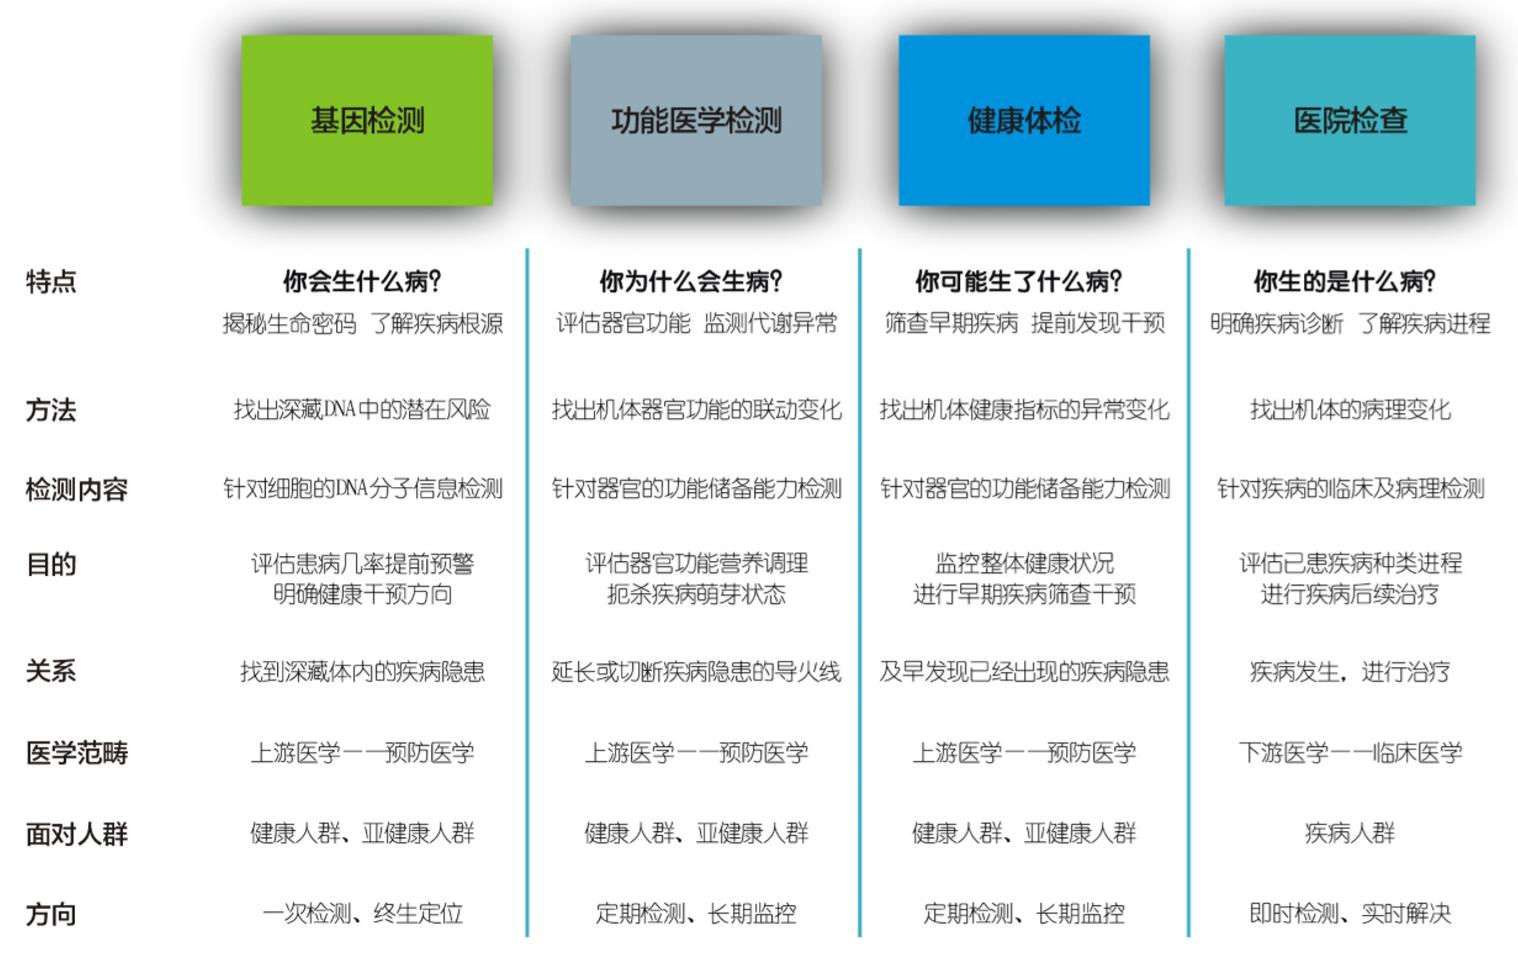 基因检测 功能医学检测 健康体检 医院检查
特点 你会生什么病? 你为什么会生病? 你可能生了什么病? 你生的是什么病?
揭秘生命密码 了解疾病根源 评估器官功能 监测代谢异常 筛查早期疾病 提前发现干预 明确疾病诊断 了解疾病进程
方法 找出深藏DNA中的潜在风险 找出机体器官功能的联动变化 找出机体健康指标的异常变化 找出机体的病理变化
检测内容 针对细胞的DNA分子信息检测 针对器官的功能储备能力检测 针对器官的功能储备能力检测 针对疾病的临床及病理检测
目的 评估患病几率提前预警 评估器官功能营养调理 监控整体健康状况 评估已患疾病种类进程
明确健康干预方向 扼杀疾病萌芽状态 进行早期疾病筛查干预 进行疾病后续治疗
关系 找到深藏体内的疾病隐患 延长或切断疾病隐患的导火线 及早发现已经出现的疾病隐患 疾病发生，进行治疗
医学范畴 上游医学——预防医学 上游医学——预防医学 上游医学——预防医学 下游医学——临床医学
面对人群 健康人群、亚健康人群 健康人群、亚健康人群 健康人群、亚健康人群 疾病人群
方向 一次检测、终生定位 定期检测、长期监控 定期检测、长期监控 即时检测、实时解决